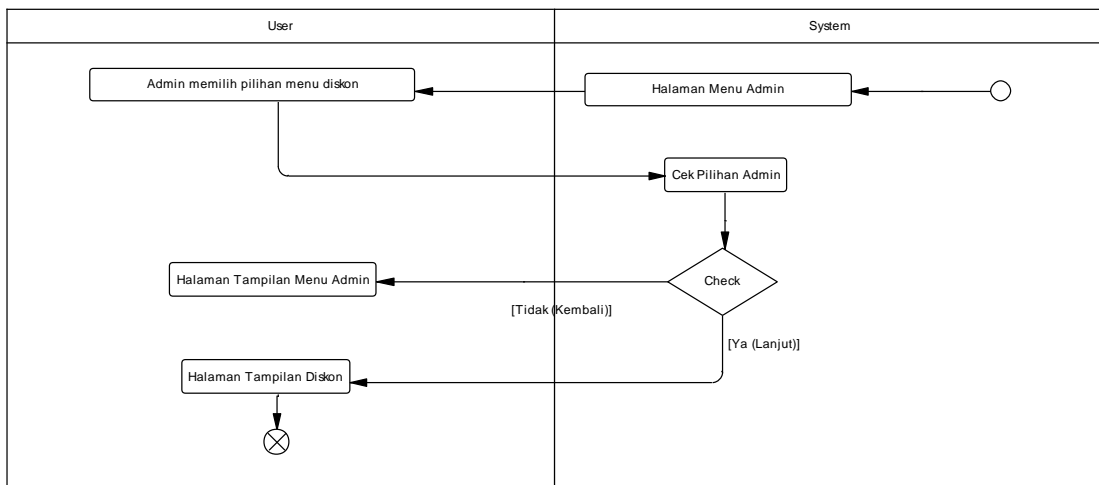 User
System
Admin memilih pilihan menu diskon
Halaman Menu Admin
Cek Pilihan Admin
Halaman Tampilan Menu Admin
Check
[Tidak (Kembali)]
[Ya (Lanjut)]
Halaman Tampilan Diskon